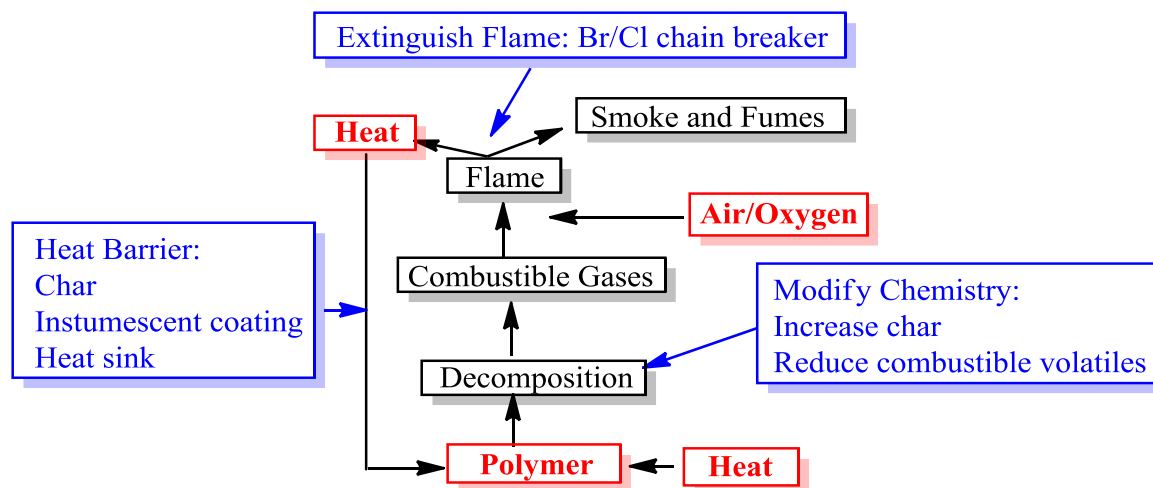 Extinguish Flame: Br/Cl chain breaker
Smoke and Fumes
Heat
Flame
Air/Oxygen
Heat Barrier:
Char
Instumescent coating
Heat sink
Combustible Gases
Modify Chemistry:
Increase char
Reduce combustible volatiles
Decomposition
Polymer
Heat